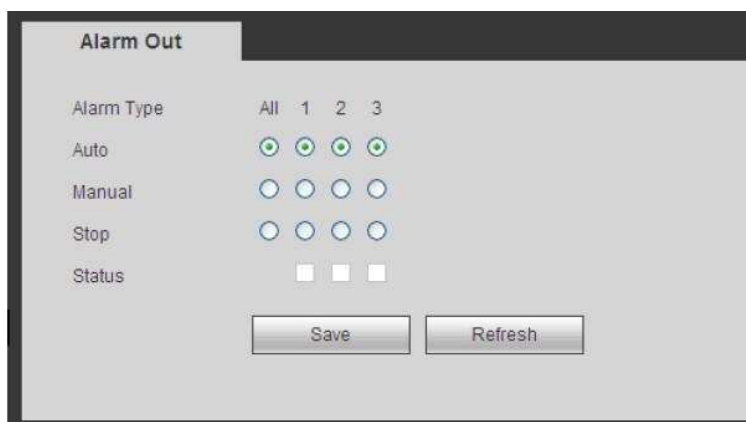 Alarm Out
Alarm Type All 1 2 3
Auto
Manual
Stop
Status
Save Refresh